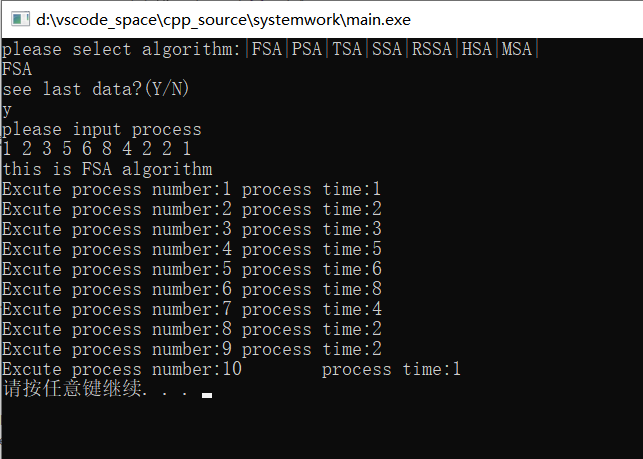 d:\vscode_space\cpp_source\systemwork\main.exe
please select algorithm:|FSA|PSA|TSA|SSA|RSSA|HSA|MSA|
FSA
see last data?(Y/N)
y
please input process
1 2 3 5 6 8 4 2 2 1
this is FSA algorithm
Excute process number:1 process time:1
Excute process number:2 process time:2
Excute process number:3 process time:3
Excute process number:4 process time:5
Excute process number:5 process time:6
Excute process number:6 process time:8
Excute process number:7 process time:4
Excute process number:8 process time:2
Excute process number:9 process time:2
Excute process number:10        process time:1
请按任意键继续. . .